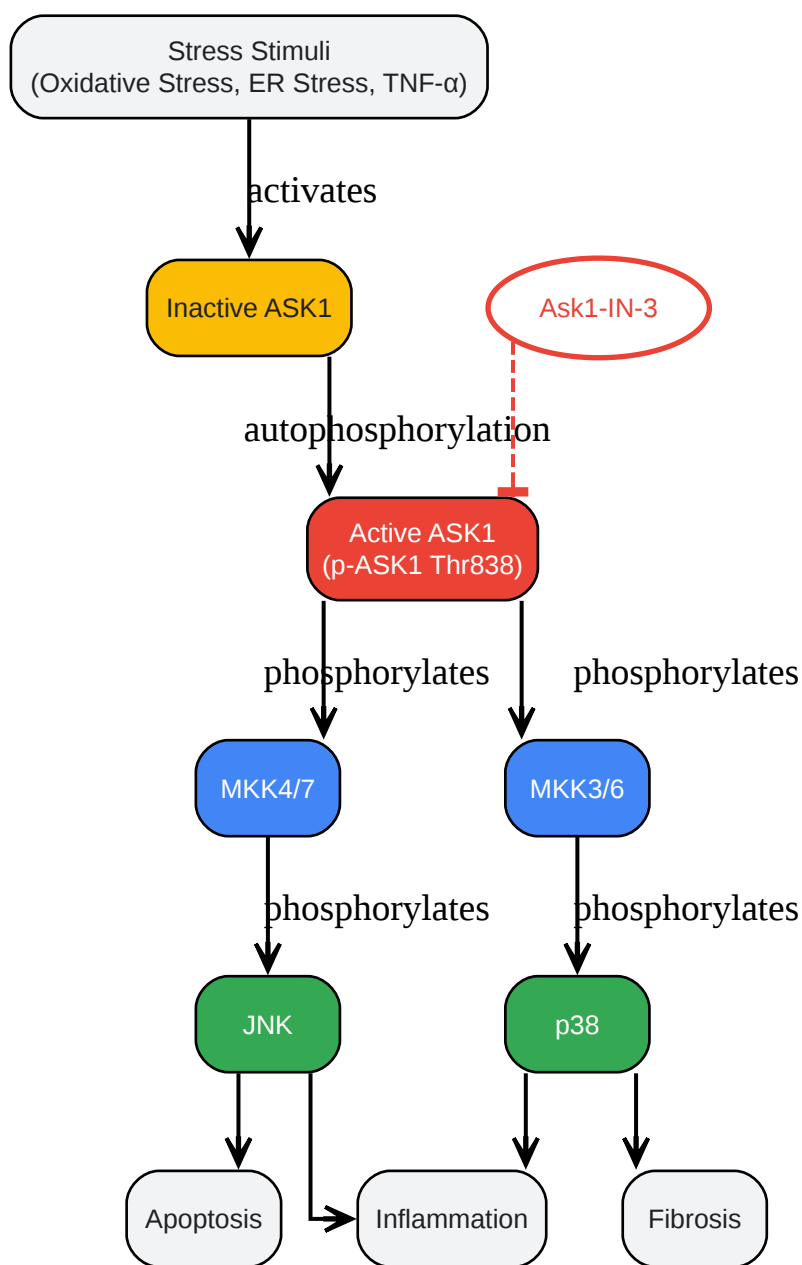 Stress Stimuli
(Oxidative Stress, ER Stress, TNF-α)
activates
Inactive ASK1
Ask1-IN-3
autophosphorylation
Active ASK1
(p-ASK1 Thr838)
phosphorylates
phosphorylates
MKK4/7
MKK3/6
phosphorylates
phosphorylates
JNK
p38
Apoptosis
Inflammation
Fibrosis